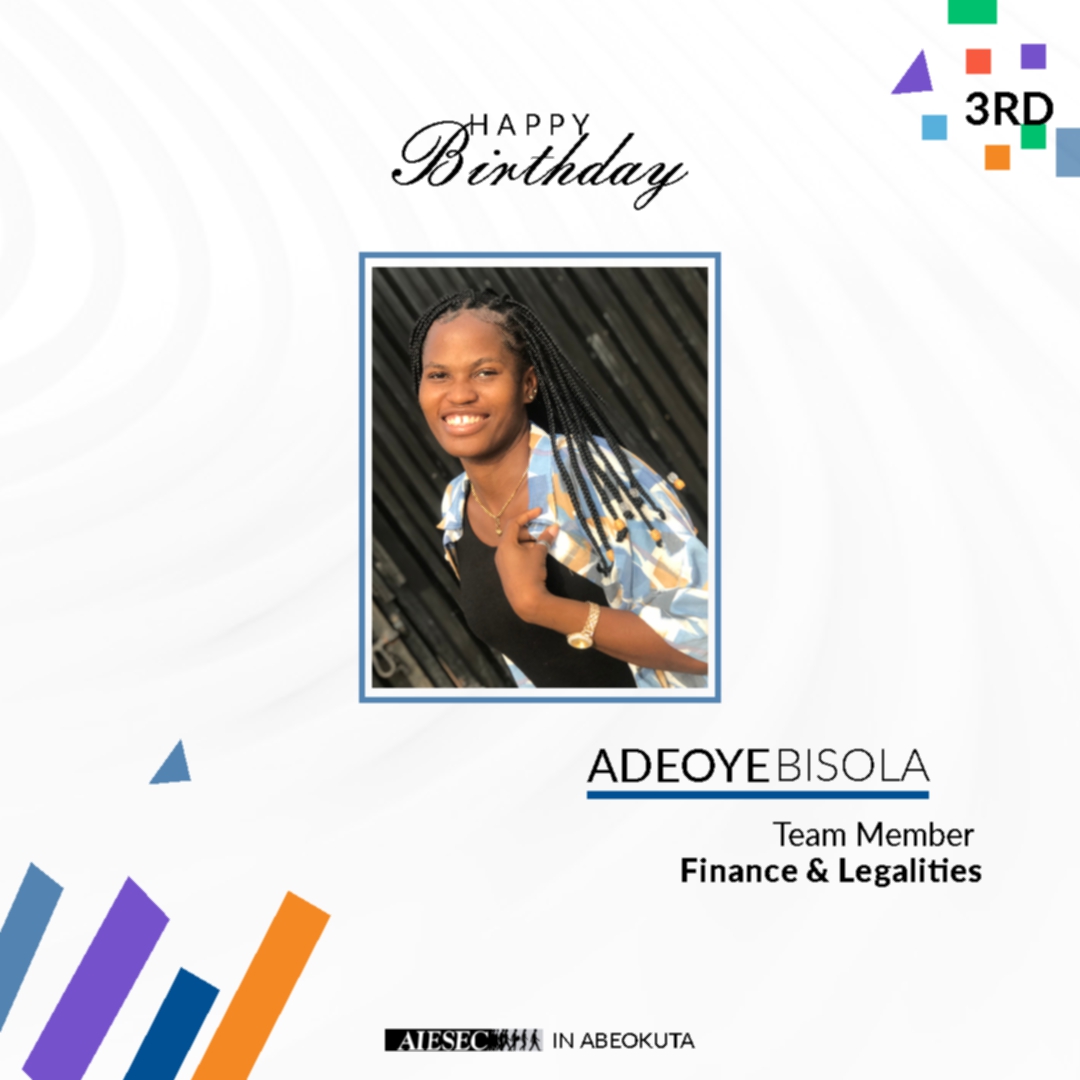 3RD
HAPPY
Birthday
ADEOYE BISOLA
Team Member
Finance & Legalities
AIESEC IN ABEOKUTA